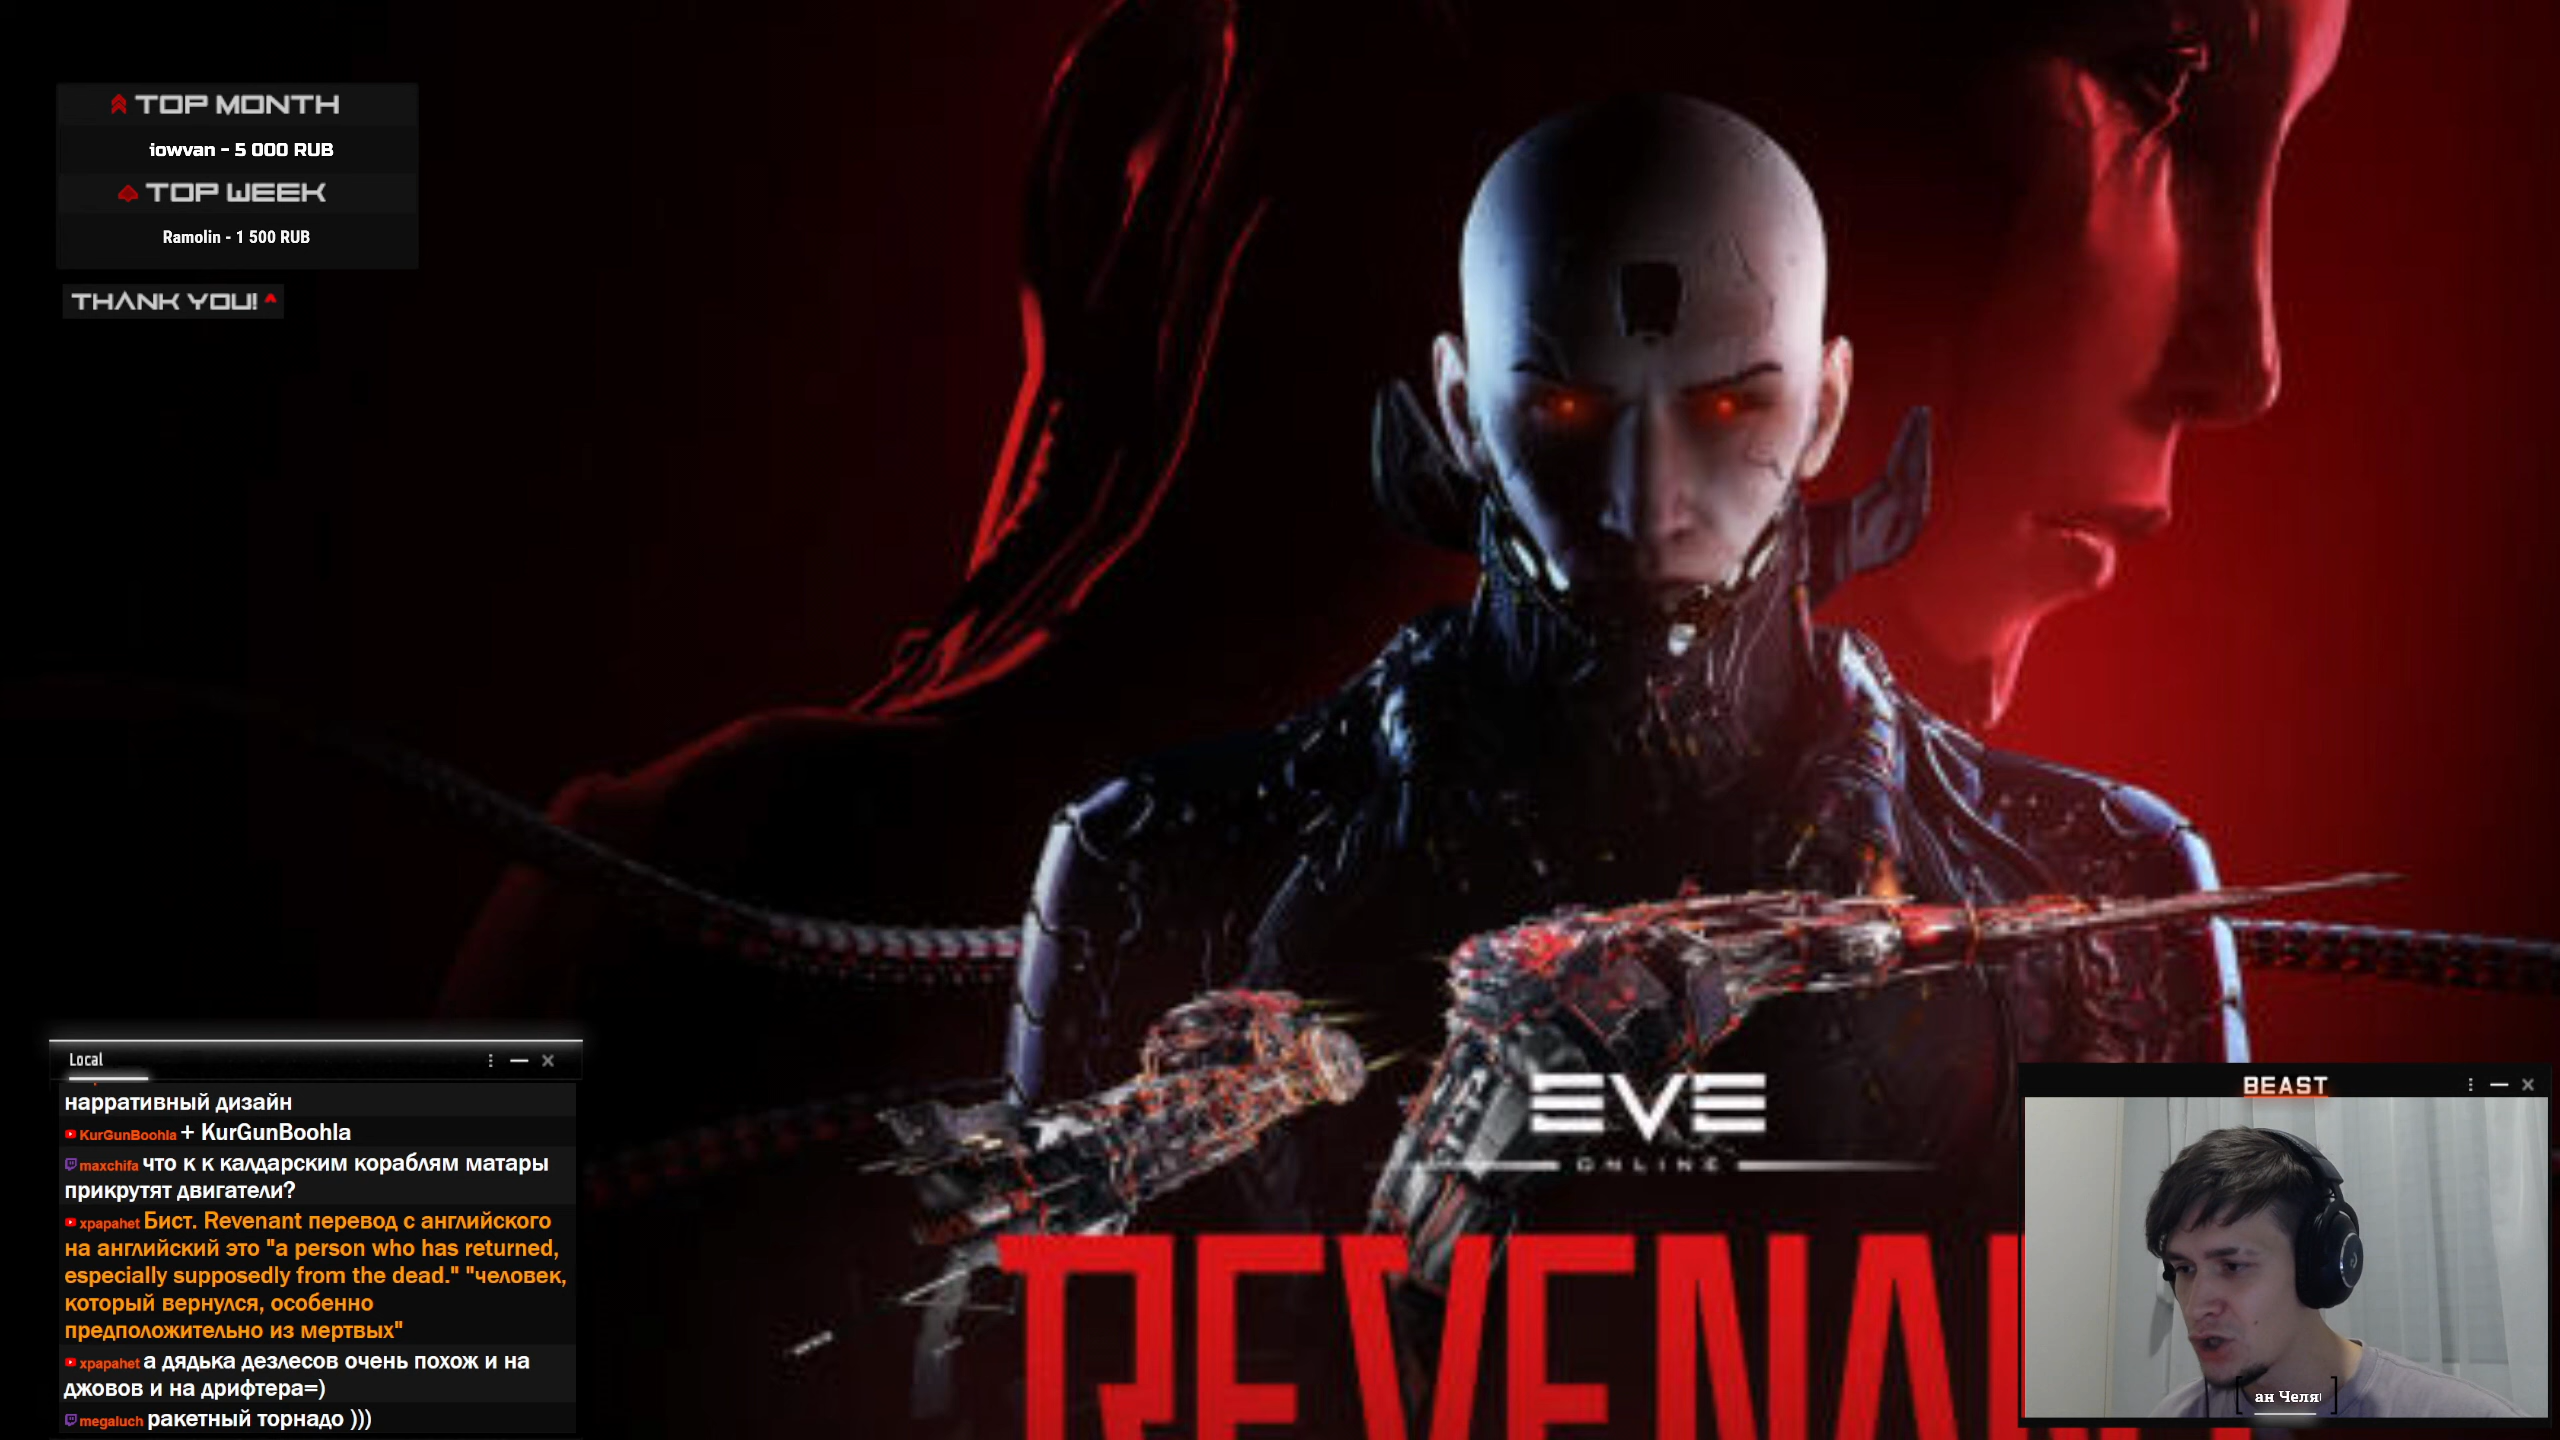 TOP MONTH
iowvan - 5 000 RUB
TOP WEEK
Ramolin - 1 500 RUB
THANK YOU!
EVE
ONLINE
Local
нарративный дизайн
KurGunBoohla + KurGunBoohla
maxchifa что к к калдарским кораблям матары
прикрутят двигатели?
xpapahet Бист. Revenant перевод с английского
на английский это "a person who has returned,
especially supposedly from the dead." "человек,
который вернулся, особенно
предположительно из мертвых"
xpapahet а дядька дезлесов очень похож и на
джовов и на дрифтера=)
megaluch ракетный торнадо )))
BEAST